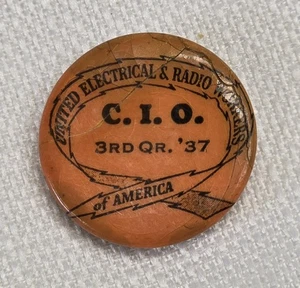 UNITED ELECTRICAL & RADIO WORKERS
C. I. O.
3RD QR. '37
of AMERICA